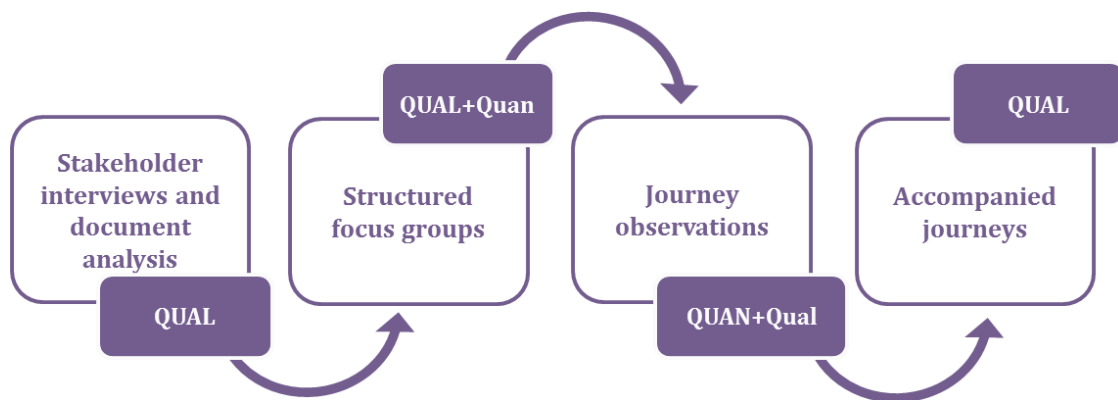 Stakeholder
interviews and
document
analysis
QUAL
QUAL+Quan
Structured
focus groups
Journey
observations
QUAN+Qual
QUAL
Accompanied
journeys